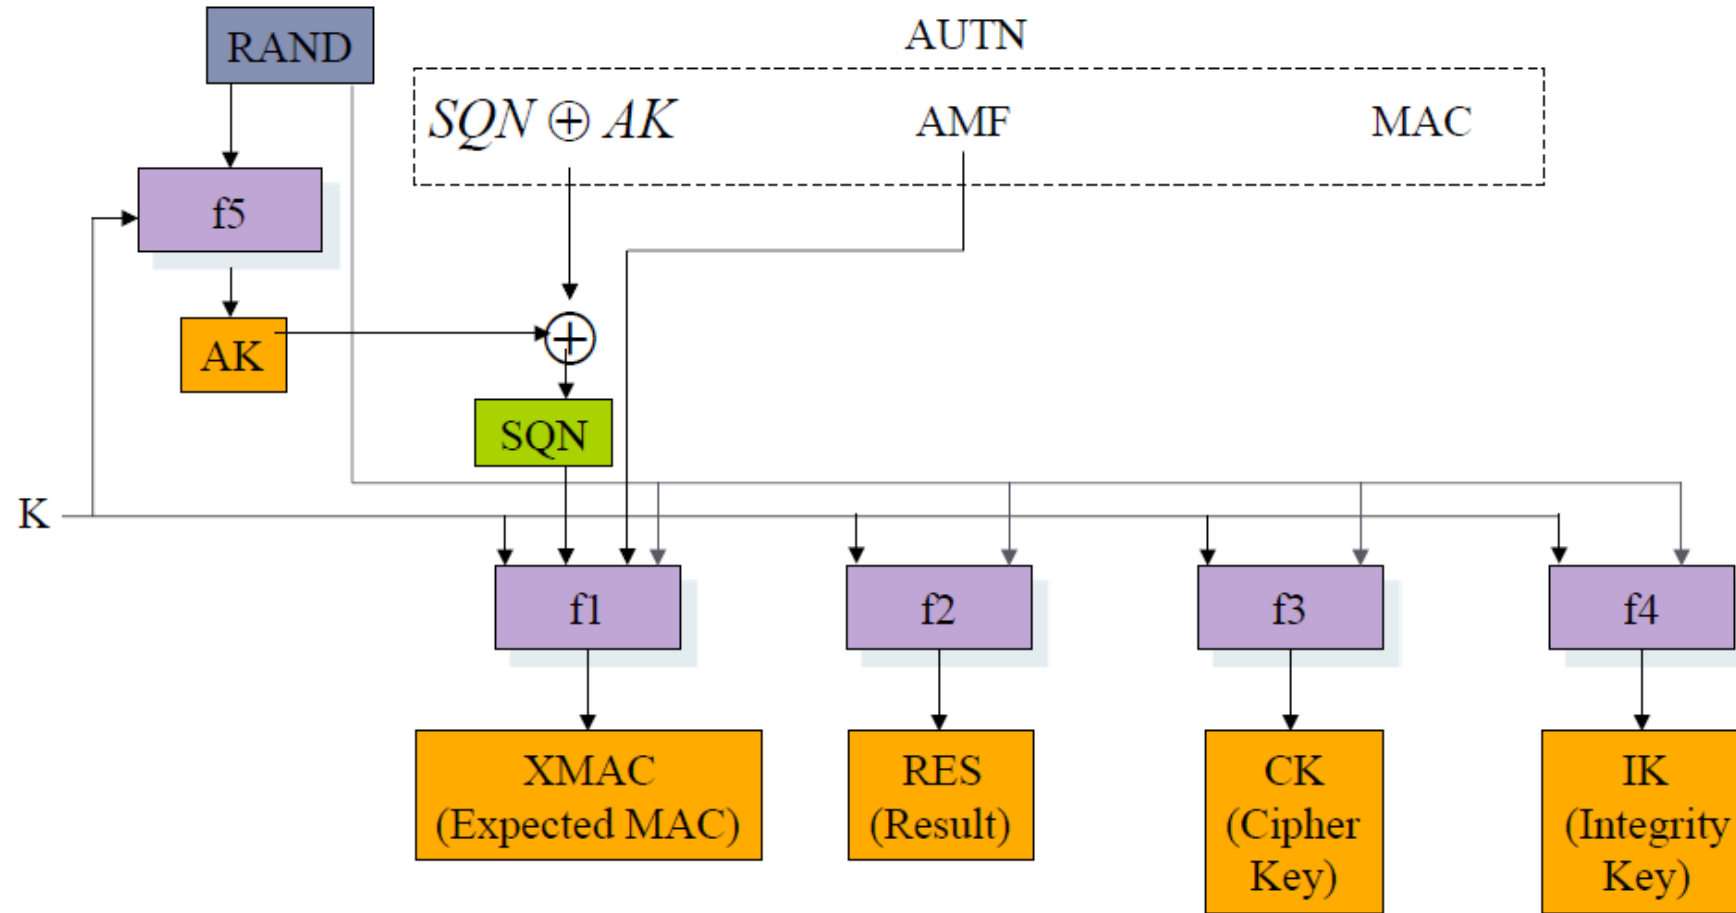 RAND
AUTN
SQN ⊕ AK
AMF
MAC
f5
AK
SQN
K
f1
f2
f3
f4
XMAC
(Expected MAC)
RES
(Result)
CK
(Cipher
Key)
IK
(Integrity
Key)